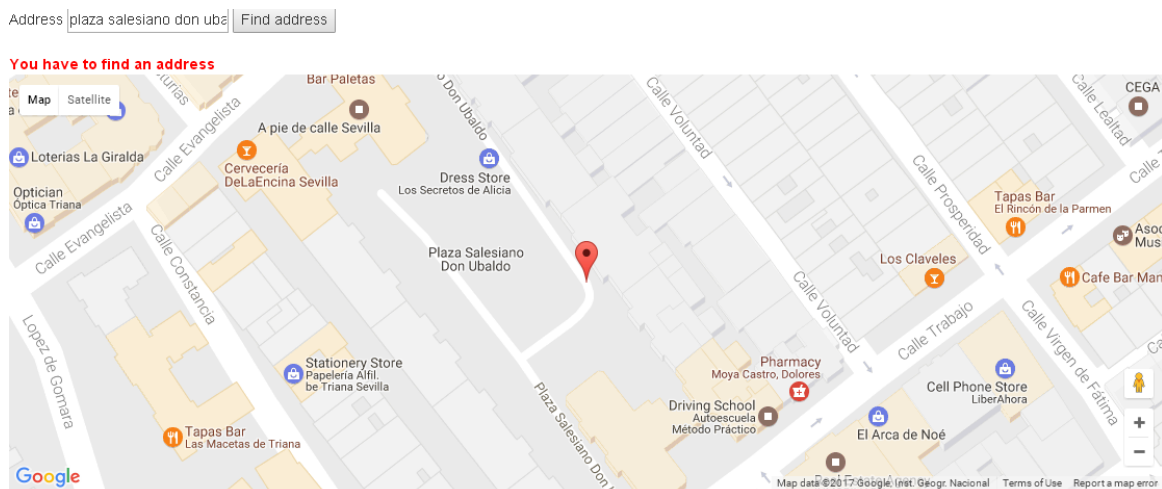 Address plaza salesiano don uba Find address
You have to find an address
Map Satellite
Bar Paletas
CEGA
A pie de calle Sevilla
Don Ubaldo
Calle Voluntad
Calle Lealtad
Calle Evangelista
Loterias La Giralda
Cervecería
DeLaEncina Sevilla
Dress Store
Los Secretos de Alicia
Calle Prosperidad
Calle
Optician
Óptica Triana
Tapas Bar
El Rincón de la Parmen
Calle Evangelista
Calle Constancia
Plaza Salesiano
Don Ubaldo
Los Claveles
Asoc
Mus
Cafe Bar Man
Calle Voluntad
Calle Trabajo
Calle Virgen de Fátima
Ca
Lopez de Gomara
Stationery Store
Papelería Alfil.
be Triana Sevilla
Pharmacy
Moya Castro, Dolores
Cell Phone Store
LiberAhora
Plaza Salesiano Don
Driving School
Autoescuela
Método Práctico
El Arca de Noé
Tapas Bar
Las Macetas de Triana
Google
Map data ©2017 Google, Inst. Geogr. Nacional Terms of Use Report a map error